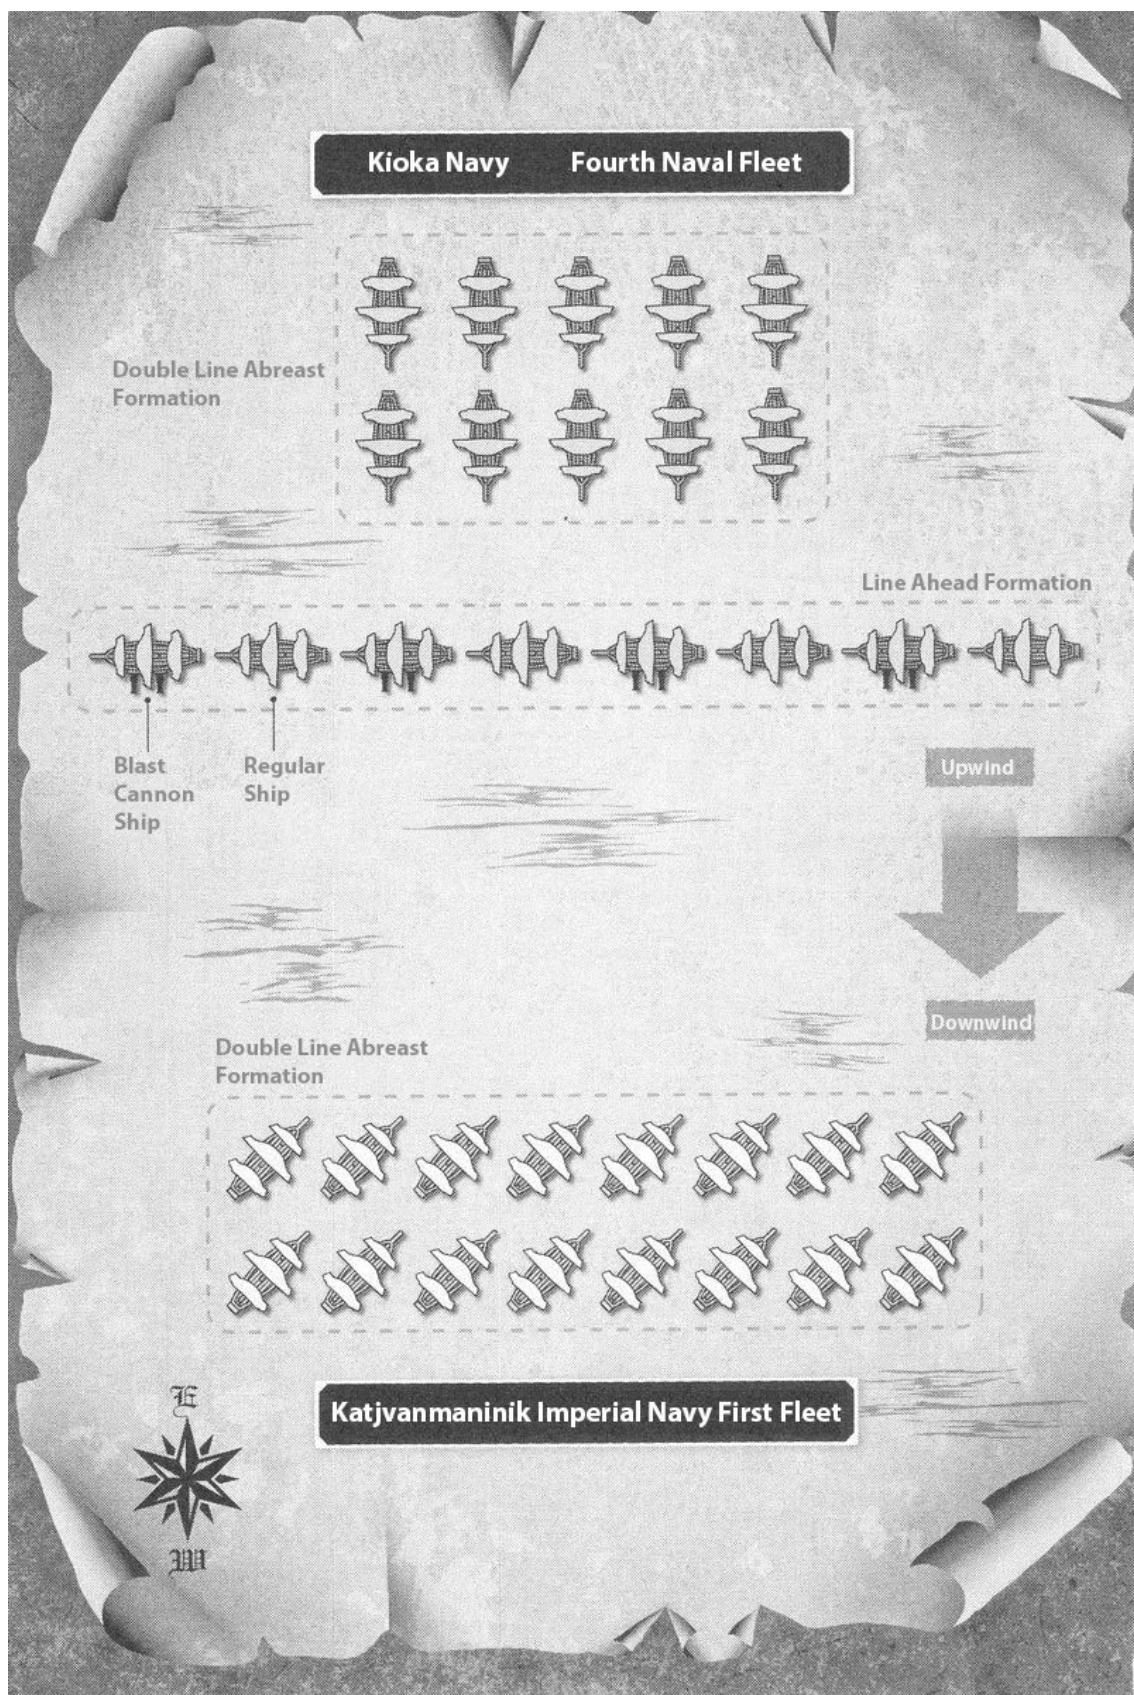 Kioka Navy Fourth Naval Fleet
Double Line Abreast
Formation
Line Ahead Formation
Blast
Cannon
Ship
Regular
Ship
Upwind
Downwind
Double Line Abreast
Formation
Katjvanmaninik Imperial Navy First Fleet
E
W